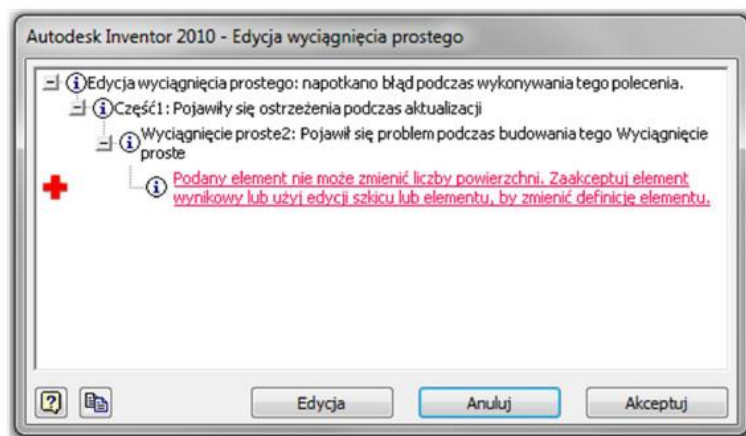 Autodesk Inventor 2010 - Edycja wyciągnięcia prostego
Edycja wyciągnięcia prostego: napotkano błąd podczas wykonywania tego polecenia.
Część1: Pojawiły się ostrzeżenia podczas aktualizacji
Wyciągnięcie proste2: Pojawił się problem podczas budowania tego Wyciągnięcie
proste
Podany element nie może zmienić liczby powierzchni. Zaakceptuj element
wynikowy lub użyj edycji szkicu lub elementu, by zmienić definicję elementu.
Edycja Anuluj Akceptuj